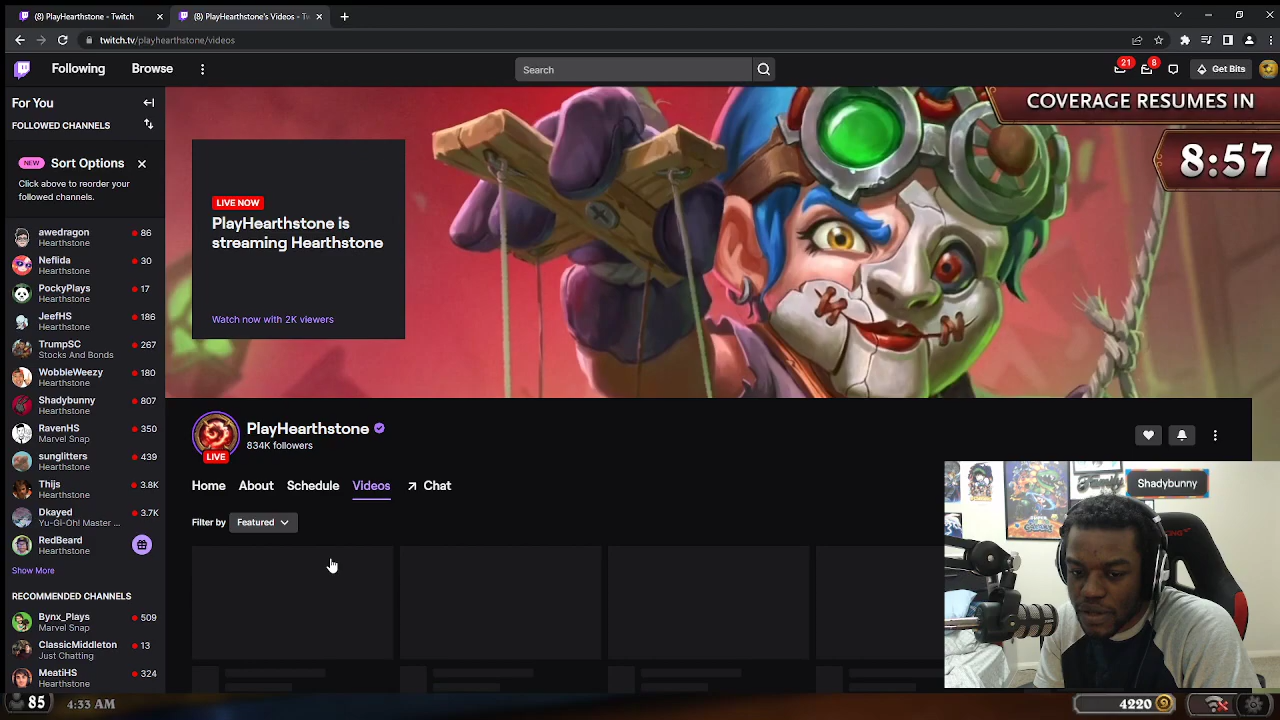 (8) PlayHearthstone - Twitch
(8) PlayHearthstone's Videos - Tw
twitch.tv/playhearthstone/videos
Following
Browse
Search
21
8
Get Bits
For You
FOLLOWED CHANNELS
NEW
Sort Options
Click above to reorder your
followed channels.
awedragon
Hearthstone
86
Neflida
Hearthstone
30
PockyPlays
Hearthstone
17
JeefHS
Hearthstone
186
TrumpSC
Stocks And Bonds
267
WobbleWeezy
Hearthstone
180
Shadybunny
Hearthstone
807
RavenHS
Marvel Snap
350
sunglitters
Hearthstone
439
Thijs
Hearthstone
3.8K
Dkayed
Yu-Gi-Oh! Master ...
3.7K
RedBeard
Hearthstone
Show More
RECOMMENDED CHANNELS
Bynx_Plays
Marvel Snap
509
ClassicMiddleton
Just Chatting
13
MeatiHS
Hearthstone
324
COVERAGE RESUMES IN
8:57
LIVE NOW
PlayHearthstone is
streaming Hearthstone
Watch now with 2K viewers
PlayHearthstone
834K followers
LIVE
Home
About
Schedule
Videos
Chat
Filter by
Featured
Shadybunny
Family
85
4:33 AM
4220